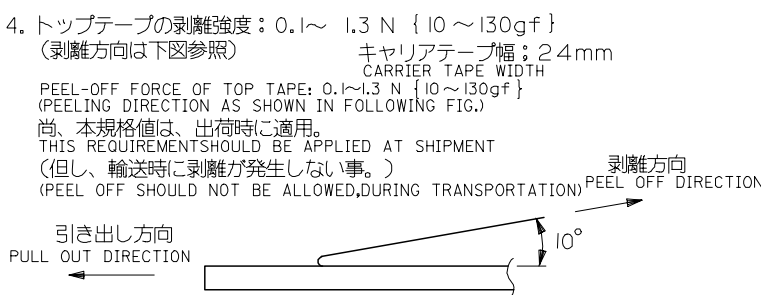 4. トップテープの剥離強度：0.1～ 1.3 N {10～130gf}
（剥離方向は下図参照）
キャリアテープ幅；24mm
CARRIER TAPE WIDTH
PEEL-OFF FORCE OF TOP TAPE: 0.1～1.3 N {10～130gf}
(PEELING DIRECTION AS SHOWN IN FOLLOWING FIG.)
尚、本規格値は、出荷時に適用。
THIS REQUIREMENTSHOULD BE APPLIED AT SHIPMENT
（但し、輸送時に剥離が発生しない事。）
(PEEL OFF SHOULD NOT BE ALLOWED,DURING TRANSPORTATION)
剥離方向
PEEL OFF DIRECTION
引き出し方向
PULL OUT DIRECTION
10°